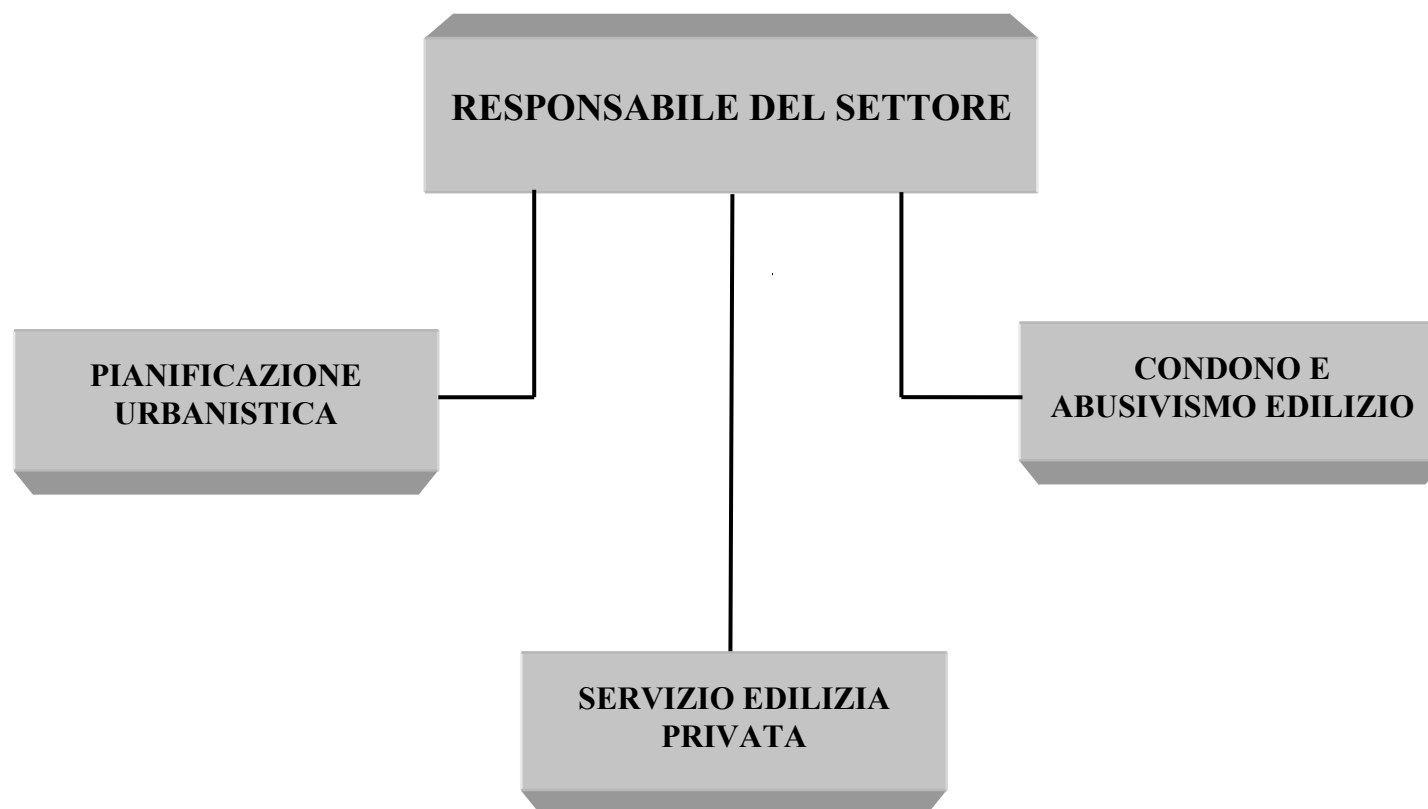 RESPONSABILE DEL SETTORE
PIANIFICAZIONE
URBANISTICA
CONDONO E
ABUSIVISMO EDILIZIO
SERVIZIO EDILIZIA
PRIVATA